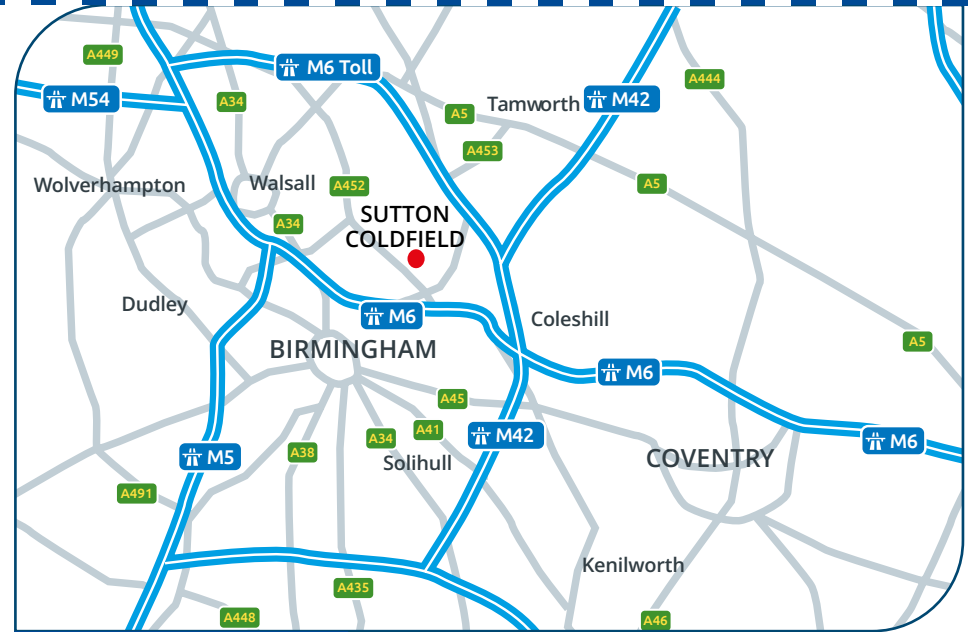 A449
M6 Toll
A444
M54
A34
A5
Tamworth
M42
A453
Wolverhampton
Walsall
A452
A5
SUTTON
COLDFIELD
A34
Dudley
M6
Coleshill
BIRMINGHAM
A5
M6
A45
A41
A34
M42
M6
A38
Solihull
M5
COVENTRY
A491
Kenilworth
A435
A448
A46